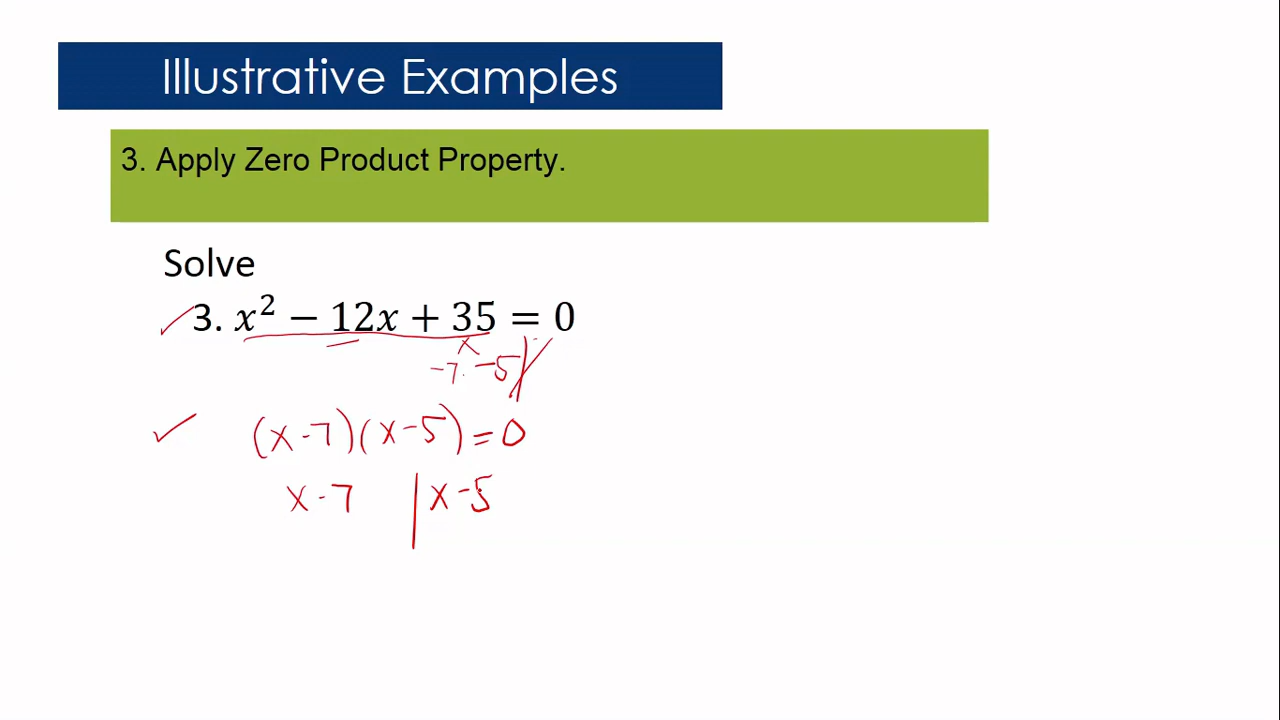 Illustrative Examples
3. Apply Zero Product Property.
Solve
3. x² − 12x + 35 = 0
-7. -5
(x-7)(x-5)=0
x-7 | x-5